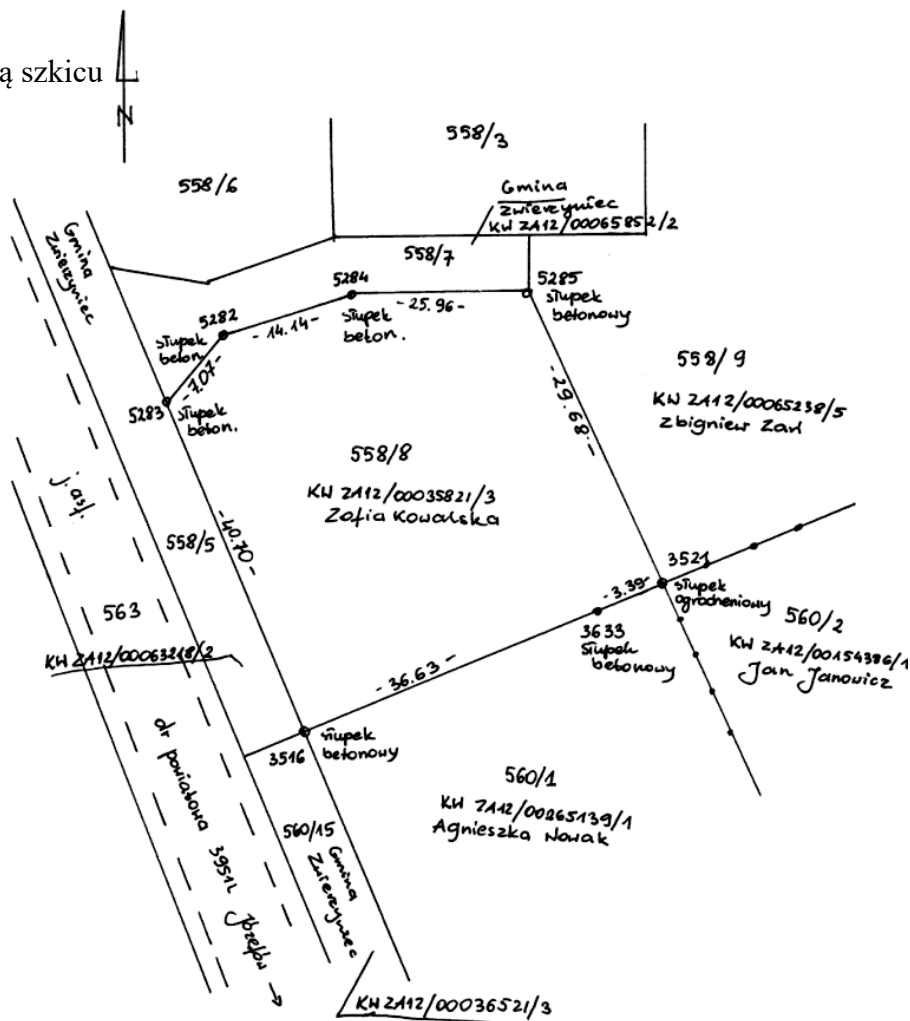 ą szkicu
N
558/6
558/3
Gmina
Zwierzyniec
KW ZA12/00065852/2
Gmina
Zwierzyniec
558/7
5284
5285
słupek
betonowy
5282
słupek
beton.
-14.14-
-25.96-
słupek
beton.
-7.07-
5283
słupek
beton.
-29.68-
558/9
KW ZA12/00065238/5
Zbigniew Zań
558/8
KW ZA12/00035821/3
Zofia Kowalska
j. asf.
-40.70-
558/5
563
KW ZA12/00063218/2
3521
słupek
ogrodzeniowy
-3.39-
3633
słupek
betonowy
560/2
KW ZA12/00154386/1
Jan Janowicz
-36.63-
3516
słupek
betonowy
560/1
KW ZA12/00265139/1
Agnieszka Nowak
dr powiatowa 3951L Józefów
560/15
Gmina
Zwierzyniec
KW ZA12/00036521/3